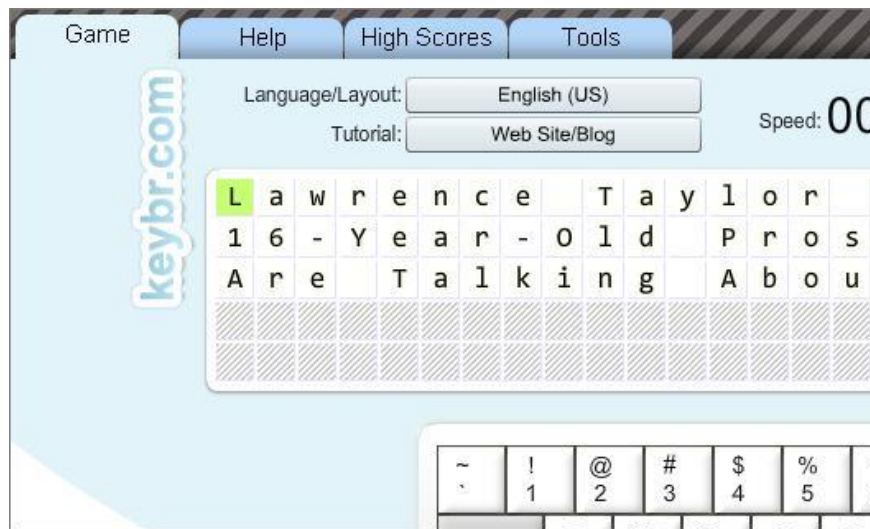 Game Help High Scores Tools
keybr.com
Language/Layout: English (US)
Speed: 00
Tutorial: Web Site/Blog
Lawrence Taylor
16-Year-Old Pros
Are Talking Abou
~ ! @ # $ %
` 1 2 3 4 5